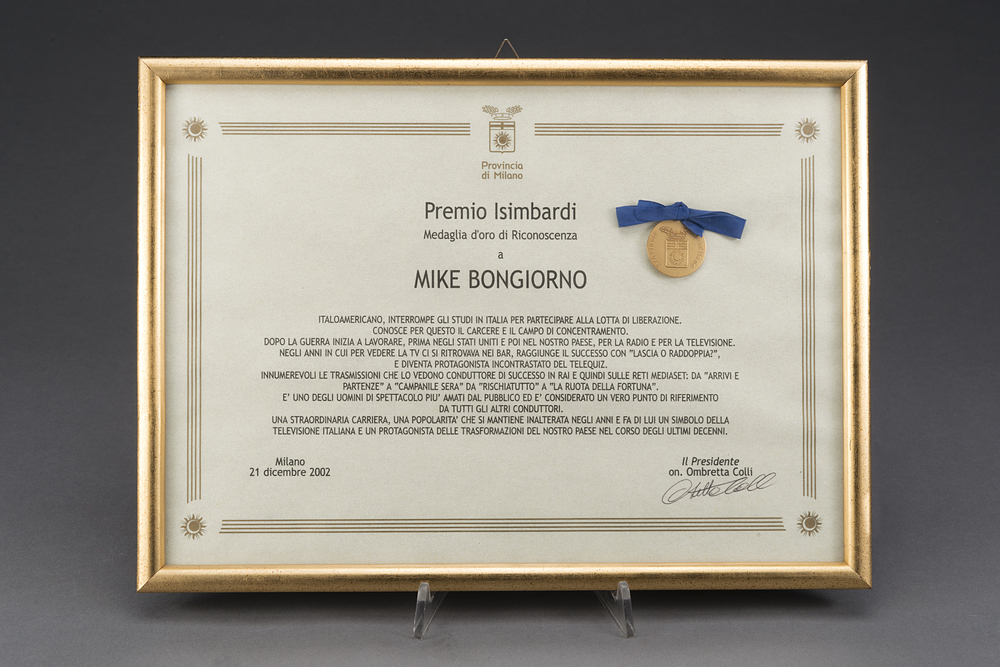 Provincia
di Milano
Premio Isimbardi
Medaglia d'oro di Riconoscenza
a
MIKE BONGIORNO
ITALOAMERICANO, INTERROMPE GLI STUDI IN ITALIA PER PARTECIPARE ALLA LOTTA DI LIBERAZIONE.
CONOSCE PER QUESTO IL CARCERE E IL CAMPO DI CONCENTRAMENTO.
DOPO LA GUERRA INIZIA A LAVORARE, PRIMA NEGLI STATI UNITI E POI NEL NOSTRO PAESE, PER LA RADIO E PER LA TELEVISIONE.
NEGLI ANNI IN CUI PER VEDERE LA TV CI SI RITROVAVA NEI BAR, RAGGIUNGE IL SUCCESSO CON "LASCIA O RADDOPPIA?",
E DIVENTA PROTAGONISTA INCONTRASTATO DEL TELEQUIZ.
INNUMEREVOLI LE TRASMISSIONI CHE LO VEDONO CONDUTTORE DI SUCCESSO IN RAI E QUINDI SULLE RETI MEDIASET: DA "ARRIVI E
PARTENZE" A "CAMPANILE SERA" DA "RISCHIATUTTO" A "LA RUOTA DELLA FORTUNA".
E' UNO DEGLI UOMINI DI SPETTACOLO PIU' AMATI DAL PUBBLICO ED E' CONSIDERATO UN VERO PUNTO DI RIFERIMENTO
DA TUTTI GLI ALTRI CONDUTTORI.
UNA STRAORDINARIA CARRIERA, UNA POPOLARITA' CHE SI MANTIENE INALTERATA NEGLI ANNI E FA DI LUI UN SIMBOLO DELLA
TELEVISIONE ITALIANA E UN PROTAGONISTA DELLE TRASFORMAZIONI DEL NOSTRO PAESE NEL CORSO DEGLI ULTIMI DECENNI.
Milano
21 dicembre 2002
Il Presidente
on. Ombretta Colli